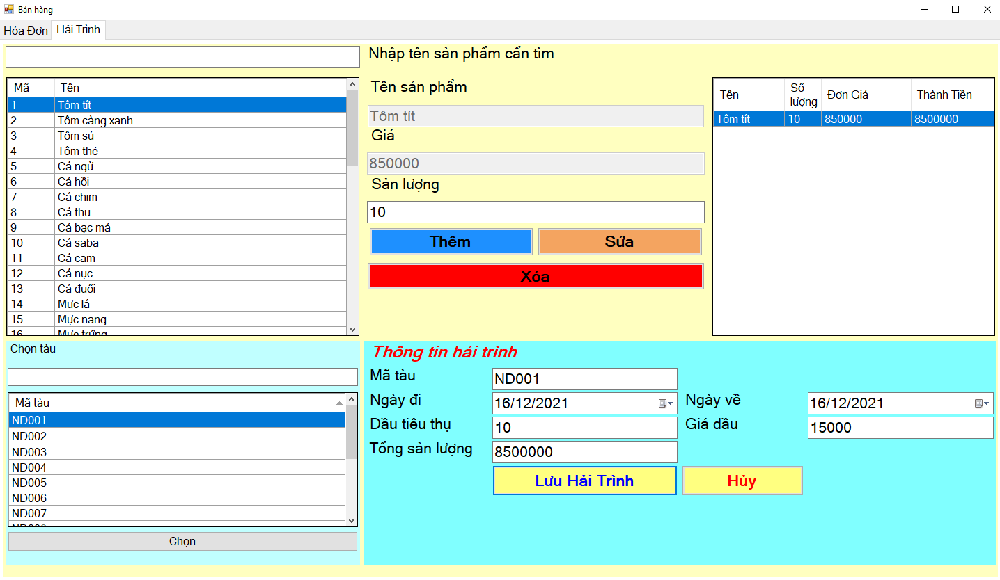 Bán hàng
Hóa Đơn Hải Trình
Nhập tên sản phẩm cần tìm
Mã Tên
1 Tôm tít
2 Tôm càng xanh
3 Tôm sú
4 Tôm thẻ
5 Cá ngừ
6 Cá hồi
7 Cá chim
8 Cá thu
9 Cá bạc má
10 Cá saba
11 Cá cam
12 Cá nục
13 Cá đuối
14 Mực lá
15 Mực nang
16 Mực trứng
Tên sản phẩm
Tôm tít
Giá
850000
Sản lượng
10
Thêm Sửa
Xóa
Tên Số lượng Đơn Giá Thành Tiền
Tôm tít 10 850000 8500000
Chọn tàu
Mã tàu
ND001
ND002
ND003
ND004
ND005
ND006
ND007
Chọn
Thông tin hải trình
Mã tàu ND001
Ngày đi 16/12/2021 Ngày về 16/12/2021
Dầu tiêu thụ 10 Giá dầu 15000
Tổng sản lượng 8500000
Lưu Hải Trình Hủy